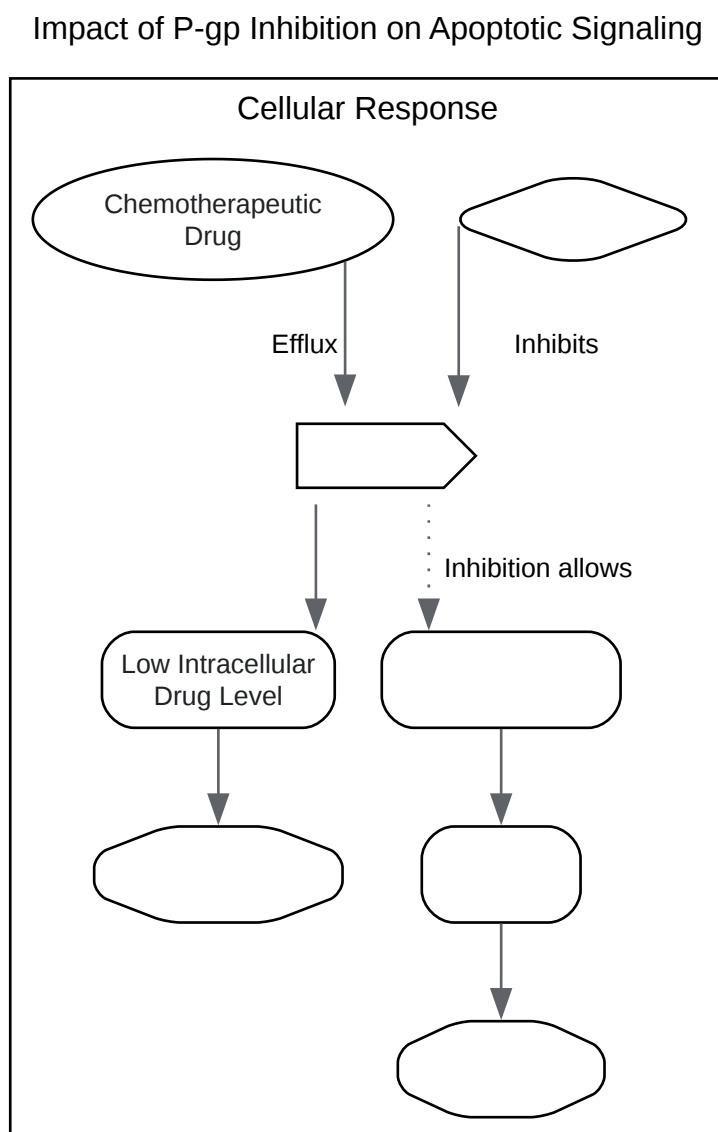 Impact of P-gp Inhibition on Apoptotic Signaling
Cellular Response
Chemotherapeutic
Drug
Efflux
Inhibits
Inhibition allows
Low Intracellular
Drug Level